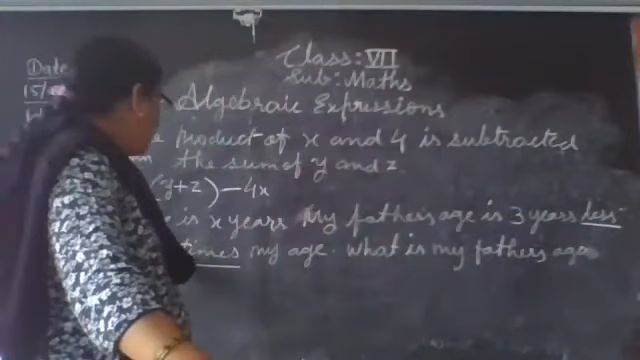 Class: VII
Sub: Maths
Date
15/
Algebraic Expressions
product of x and 4 is subtracted
the sum of y and z.
(y+z) - 4x
is x years. My father's age is 3 years less
times my age. What is my fathers age